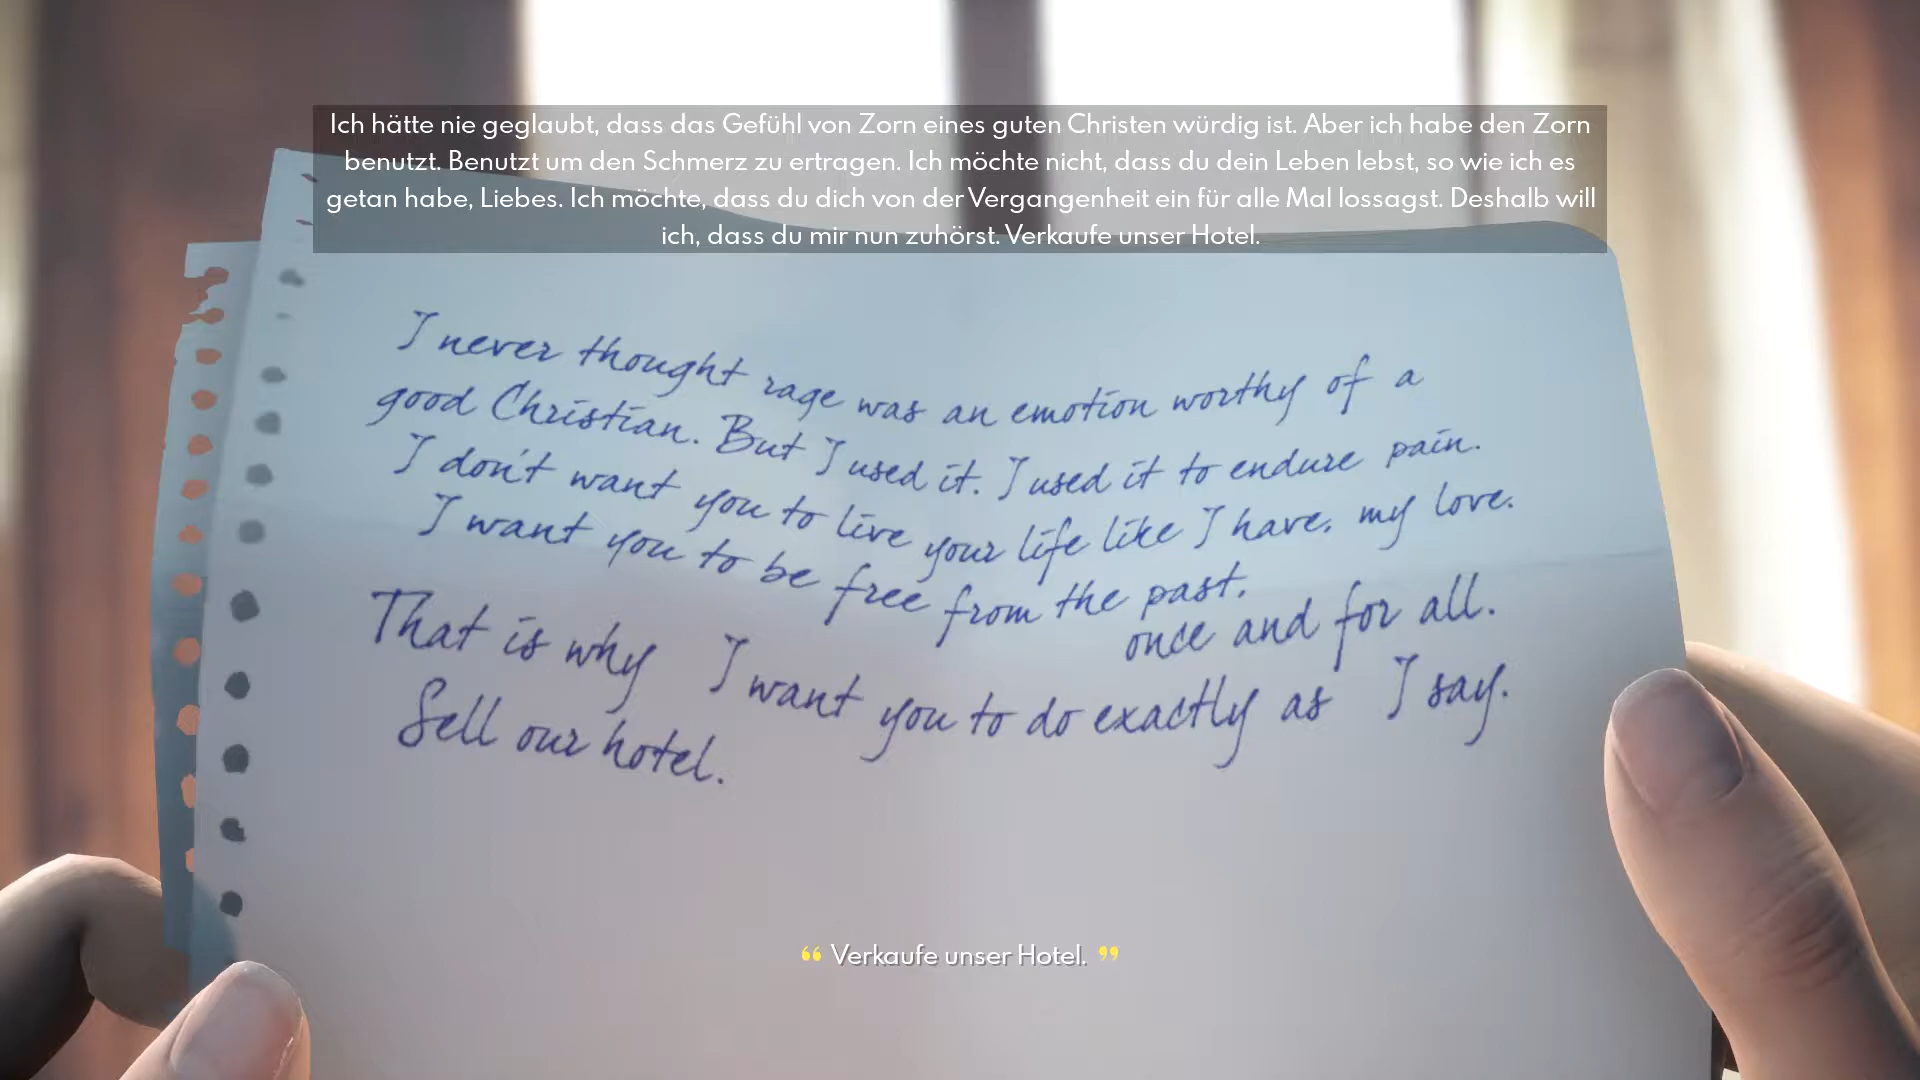 Ich hätte nie geglaubt, dass das Gefühl von Zorn eines guten Christen würdig ist. Aber ich habe den Zorn
benutzt. Benutzt um den Schmerz zu ertragen. Ich möchte nicht, dass du dein Leben lebst, so wie ich es
getan habe, Liebes. Ich möchte, dass du dich von der Vergangenheit ein für alle Mal lossagst. Deshalb will
ich, dass du mir nun zuhörst. Verkaufe unser Hotel.
I never thought rage was an emotion worthy of a
good Christian. But I used it. I used it to endure pain.
I don't want you to live your life like I have, my love.
I want you to be free from the past,
once and for all.
That is why I want you to do exactly as I say.
Sell our hotel.
“ Verkaufe unser Hotel. ”